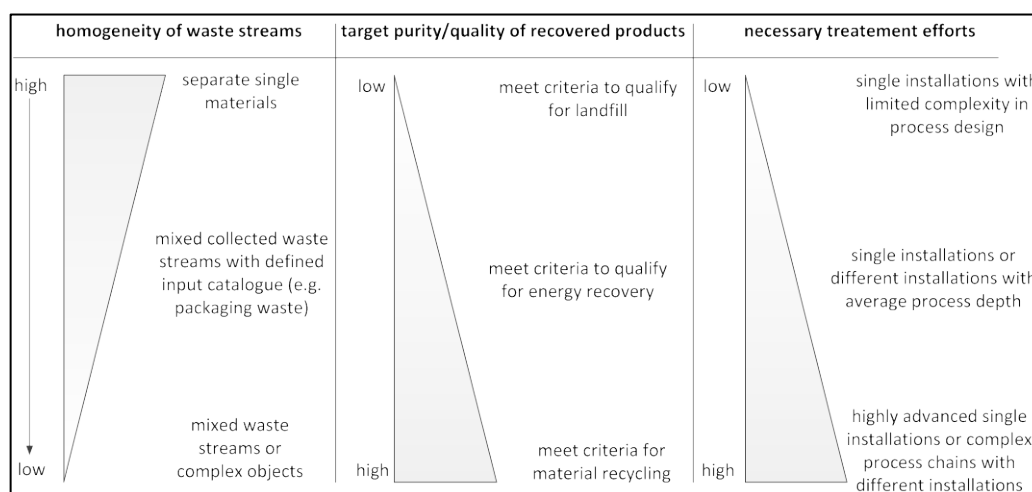 homogeneity of waste streams
target purity/quality of recovered products
necessary treatement efforts
high
separate single
materials
mixed collected waste
streams with defined
input catalogue (e.g.
packaging waste)
mixed waste
streams or
complex objects
low
low
meet criteria to qualify
for landfill
meet criteria to qualify
for energy recovery
meet criteria for
material recycling
high
low
single installations with
limited complexity in
process design
single installations or
different installations with
average process depth
highly advanced single
installations or complex
process chains with
different installations
high